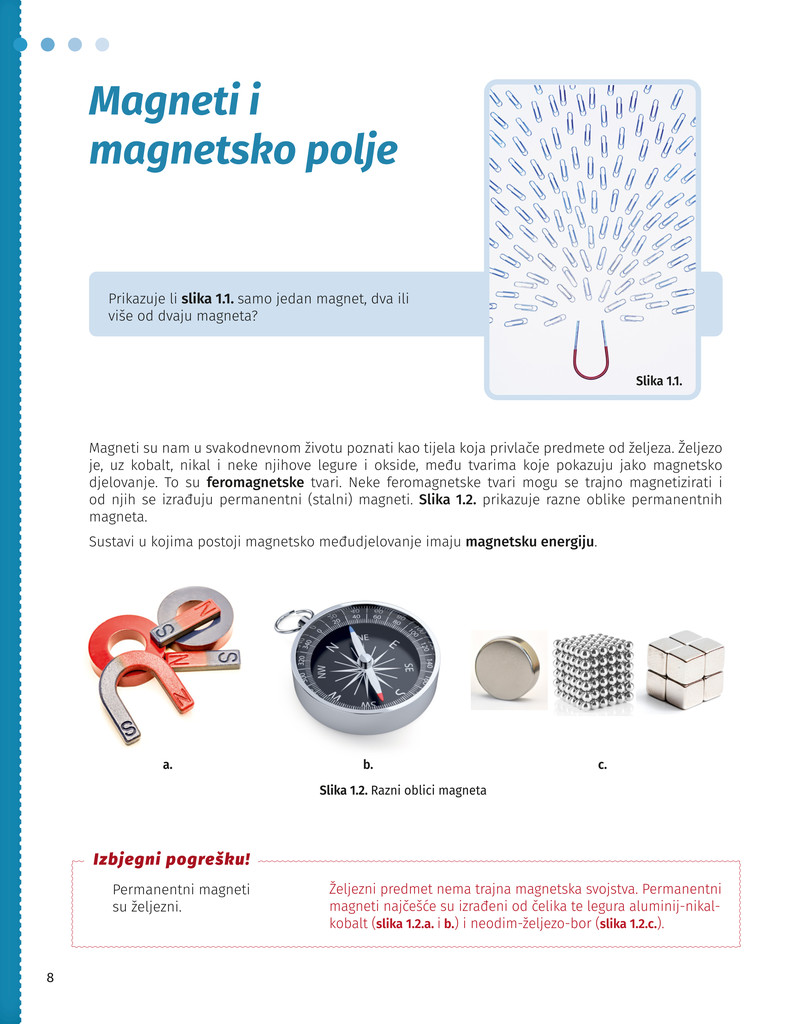 Magneti i
magnetsko polje
Prikazuje li slika 1.1. samo jedan magnet, dva ili
više od dvaju magneta?
Slika 1.1.
Magneti su nam u svakodnevnom životu poznati kao tijela koja privlače predmete od željeza. Željezo
je, uz kobalt, nikal i neke njihove legure i okside, među tvarima koje pokazuju jako magnetsko
djelovanje. To su feromagnetske tvari. Neke feromagnetske tvari mogu se trajno magnetizirati i
od njih se izrađuju permanentni (stalni) magneti. Slika 1.2. prikazuje razne oblike permanentnih
magneta.
Sustavi u kojima postoji magnetsko međudjelovanje imaju magnetsku energiju.
N
S
N
S
N
S
N
NE
E
SE
S
SW
W
NW
a.
b.
c.
Slika 1.2. Razni oblici magneta
Izbjegni pogrešku!
Permanentni magneti
su željezni.
Željezni predmet nema trajna magnetska svojstva. Permanentni
magneti najčešće su izrađeni od čelika te legura aluminij-nikal-
kobalt (slika 1.2.a. i b.) i neodim-željezo-bor (slika 1.2.c.).
8